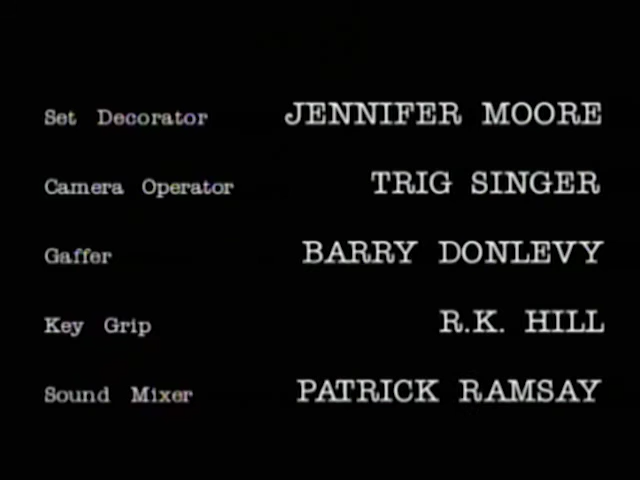 Set Decorator JENNIFER MOORE
Camera Operator TRIG SINGER
Gaffer BARRY DONLEVY
Key Grip R.K. HILL
Sound Mixer PATRICK RAMSAY